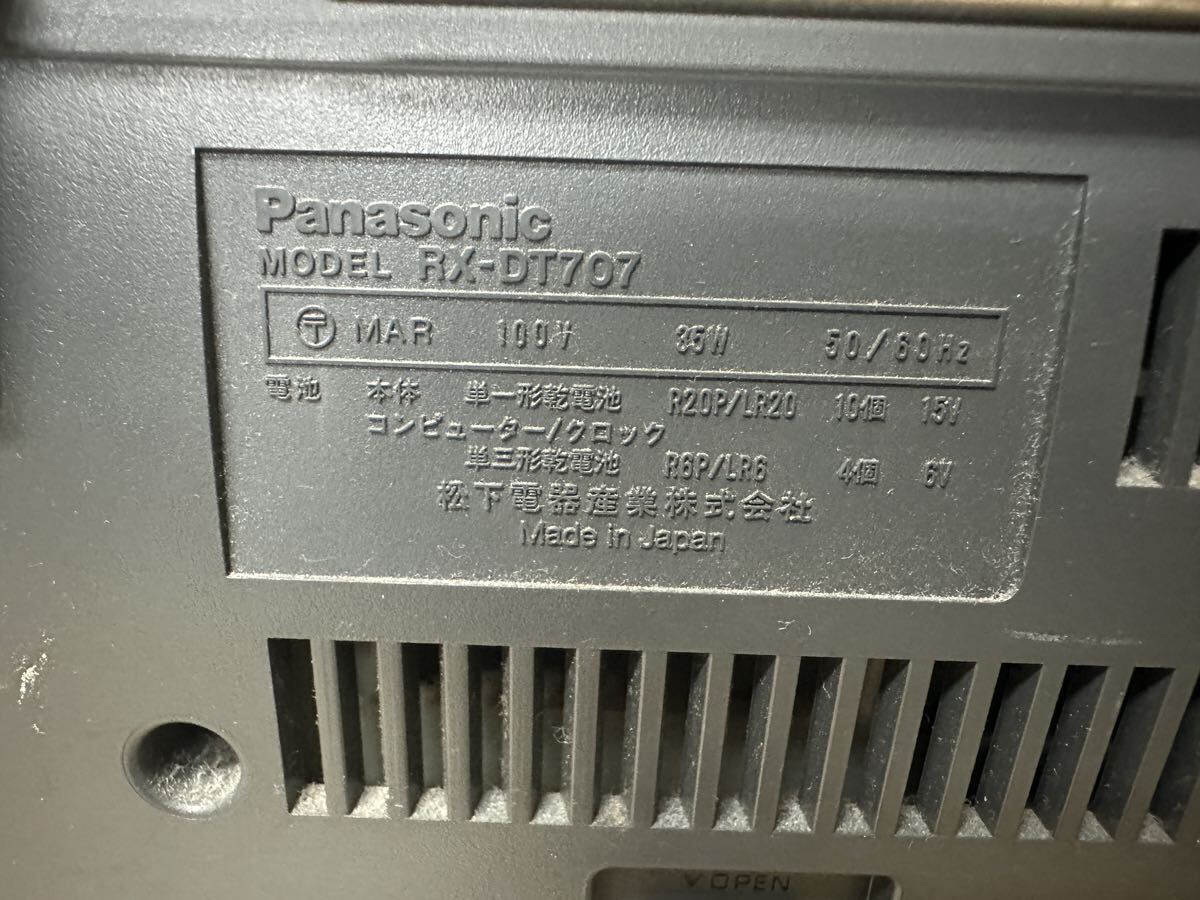 Panasonic
MODEL RX-DT707
〒 MAR 100V 35W 50/60Hz
電池 本体 単一形乾電池 R20P/LR20 10個 15V
コンピューター/クロック
単三形乾電池 R6P/LR6 4個 6V
松下電器産業株式会社
Made in Japan
OPEN